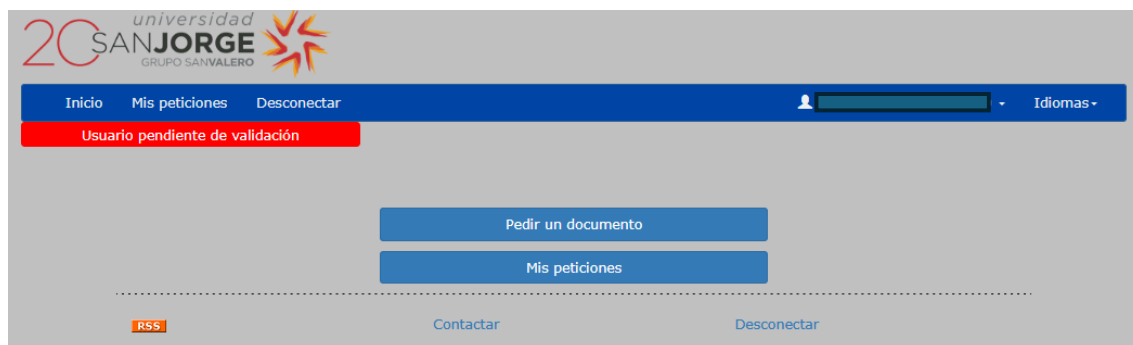 20 universidad
SANJORGE
GRUPO SANVALERO
Inicio Mis peticiones Desconectar Idiomas
Usuario pendiente de validación
Pedir un documento
Mis peticiones
RSS Contactar Desconectar